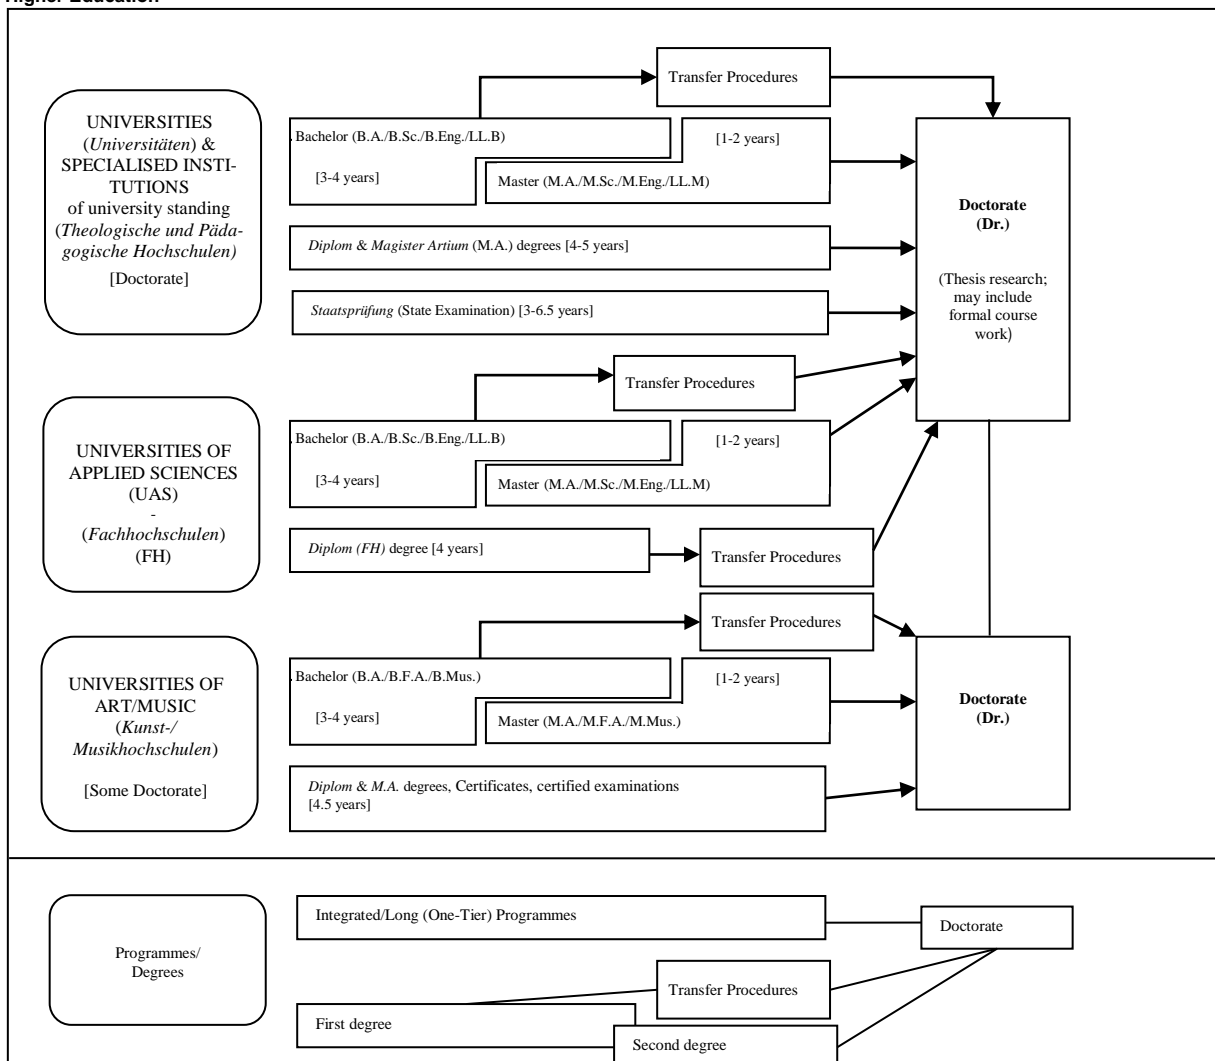 Higher Education
Transfer Procedures
UNIVERSITIES
(Universitäten) &
SPECIALISED INSTI-
TUTIONS
of university standing
(Theologische und Päda-
gogische Hochschulen)
[Doctorate]
Bachelor (B.A./B.Sc./B.Eng./LL.B)
[3-4 years]
[1-2 years]
Master (M.A./M.Sc./M.Eng./LL.M)
Diplom & Magister Artium (M.A.) degrees [4-5 years]
Staatsprüfung (State Examination) [3-6.5 years]
Doctorate
(Dr.)
(Thesis research;
may include
formal course
work)
Transfer Procedures
UNIVERSITIES OF
APPLIED SCIENCES
(UAS)
-
(Fachhochschulen)
(FH)
Bachelor (B.A./B.Sc./B.Eng./LL.B)
[3-4 years]
[1-2 years]
Master (M.A./M.Sc./M.Eng./LL.M)
Diplom (FH) degree [4 years]
Transfer Procedures
Transfer Procedures
UNIVERSITIES OF
ART/MUSIC
(Kunst-/
Musikhochschulen)
[Some Doctorate]
Bachelor (B.A./B.F.A./B.Mus.)
[3-4 years]
[1-2 years]
Master (M.A./M.F.A./M.Mus.)
Diplom & M.A. degrees, Certificates, certified examinations
[4.5 years]
Doctorate
(Dr.)
Programmes/
Degrees
Integrated/Long (One-Tier) Programmes
Doctorate
Transfer Procedures
First degree
Second degree